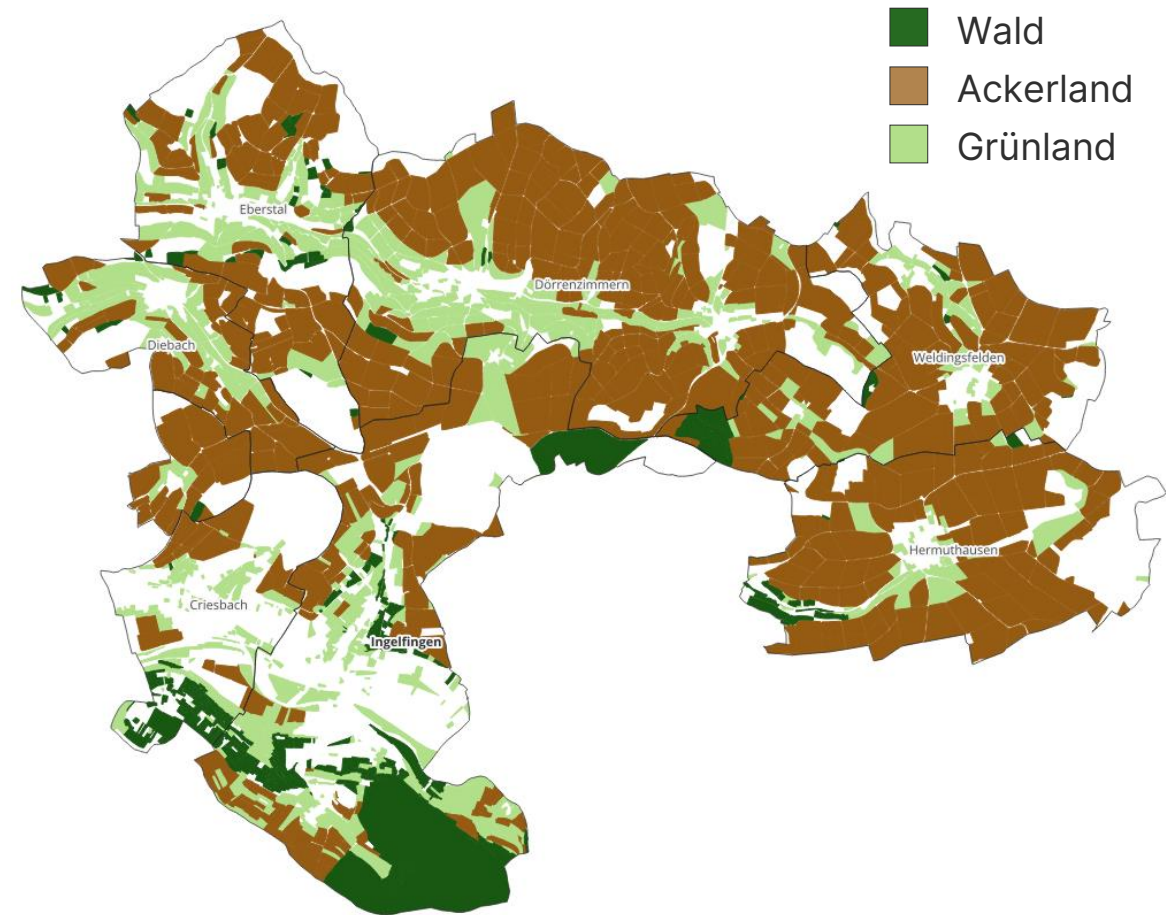 Wald
Ackerland
Grünland
Eberstal
Dörrenzimmern
Diebach
Weldingsfelden
Hermuthausen
Criesbach
Ingelfingen